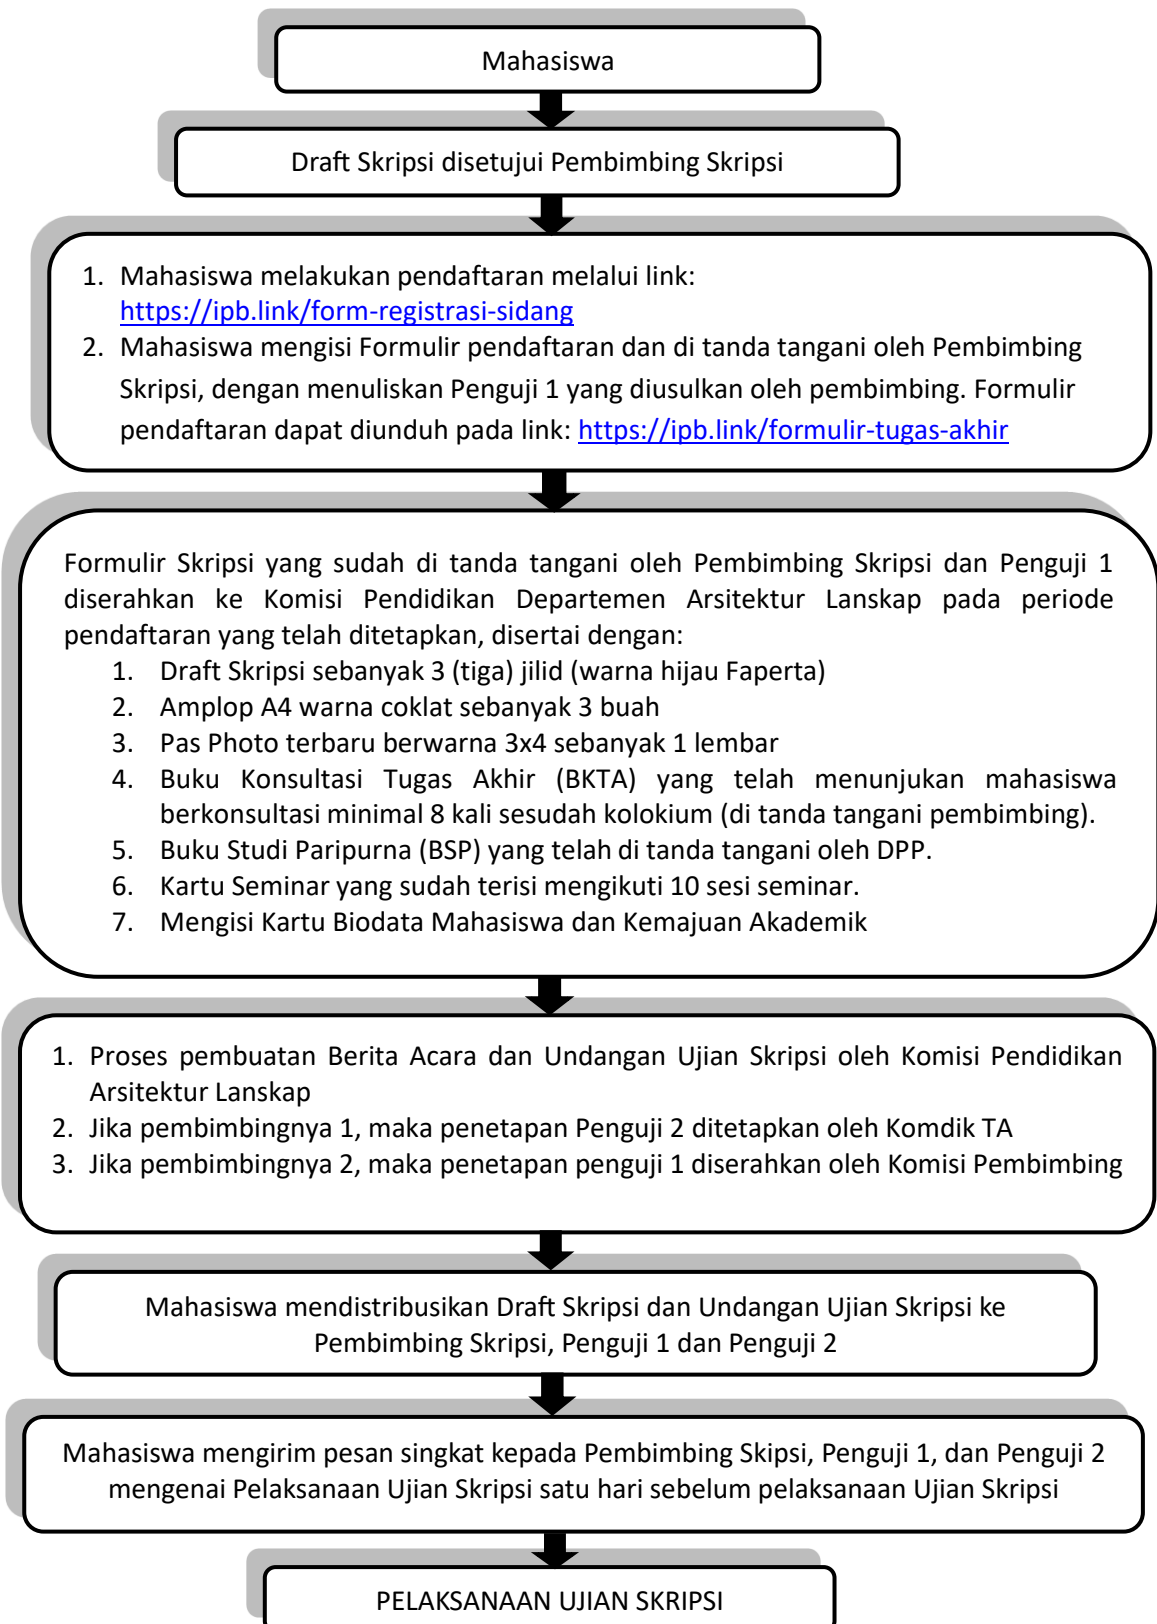 Mahasiswa
Draft Skripsi disetujui Pembimbing Skripsi
1. Mahasiswa melakukan pendaftaran melalui link:
https://ipb.link/form-registrasi-sidang
2. Mahasiswa mengisi Formulir pendaftaran dan di tanda tangani oleh Pembimbing
Skripsi, dengan menuliskan Penguji 1 yang diusulkan oleh pembimbing. Formulir
pendaftaran dapat diunduh pada link: https://ipb.link/formulir-tugas-akhir
Formulir Skripsi yang sudah di tanda tangani oleh Pembimbing Skripsi dan Penguji 1
diserahkan ke Komisi Pendidikan Departemen Arsitektur Lanskap pada periode
pendaftaran yang telah ditetapkan, disertai dengan:
1. Draft Skripsi sebanyak 3 (tiga) jilid (warna hijau Faperta)
2. Amplop A4 warna coklat sebanyak 3 buah
3. Pas Photo terbaru berwarna 3x4 sebanyak 1 lembar
4. Buku Konsultasi Tugas Akhir (BKTA) yang telah menunjukan mahasiswa
berkonsultasi minimal 8 kali sesudah kolokium (di tanda tangani pembimbing).
5. Buku Studi Paripurna (BSP) yang telah di tanda tangani oleh DPP.
6. Kartu Seminar yang sudah terisi mengikuti 10 sesi seminar.
7. Mengisi Kartu Biodata Mahasiswa dan Kemajuan Akademik
1. Proses pembuatan Berita Acara dan Undangan Ujian Skripsi oleh Komisi Pendidikan
Arsitektur Lanskap
2. Jika pembimbingnya 1, maka penetapan Penguji 2 ditetapkan oleh Komdik TA
3. Jika pembimbingnya 2, maka penetapan penguji 1 diserahkan oleh Komisi Pembimbing
Mahasiswa mendistribusikan Draft Skripsi dan Undangan Ujian Skripsi ke
Pembimbing Skripsi, Penguji 1 dan Penguji 2
Mahasiswa mengirim pesan singkat kepada Pembimbing Skipsi, Penguji 1, dan Penguji 2
mengenai Pelaksanaan Ujian Skripsi satu hari sebelum pelaksanaan Ujian Skripsi
PELAKSANAAN UJIAN SKRIPSI